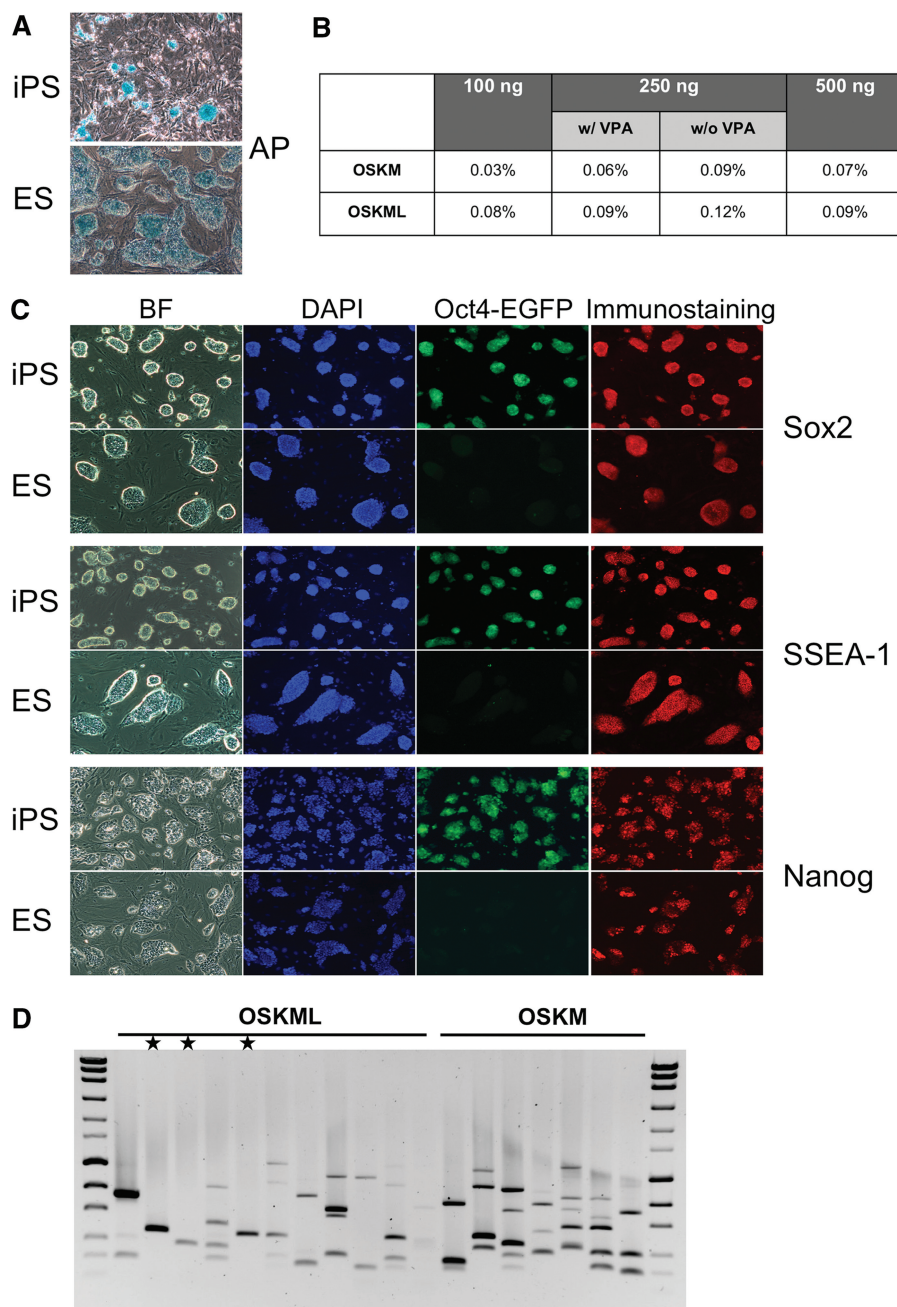 A
iPS
ES
AP
B
100 ng 250 ng 500 ng
w/ VPA w/o VPA
OSKM 0.03% 0.06% 0.09% 0.07%
OSKML 0.08% 0.09% 0.12% 0.09%
C
BF DAPI Oct4-EGFP Immunostaining
iPS
ES
Sox2
iPS
ES
SSEA-1
iPS
ES
Nanog
D
OSKML OSKM